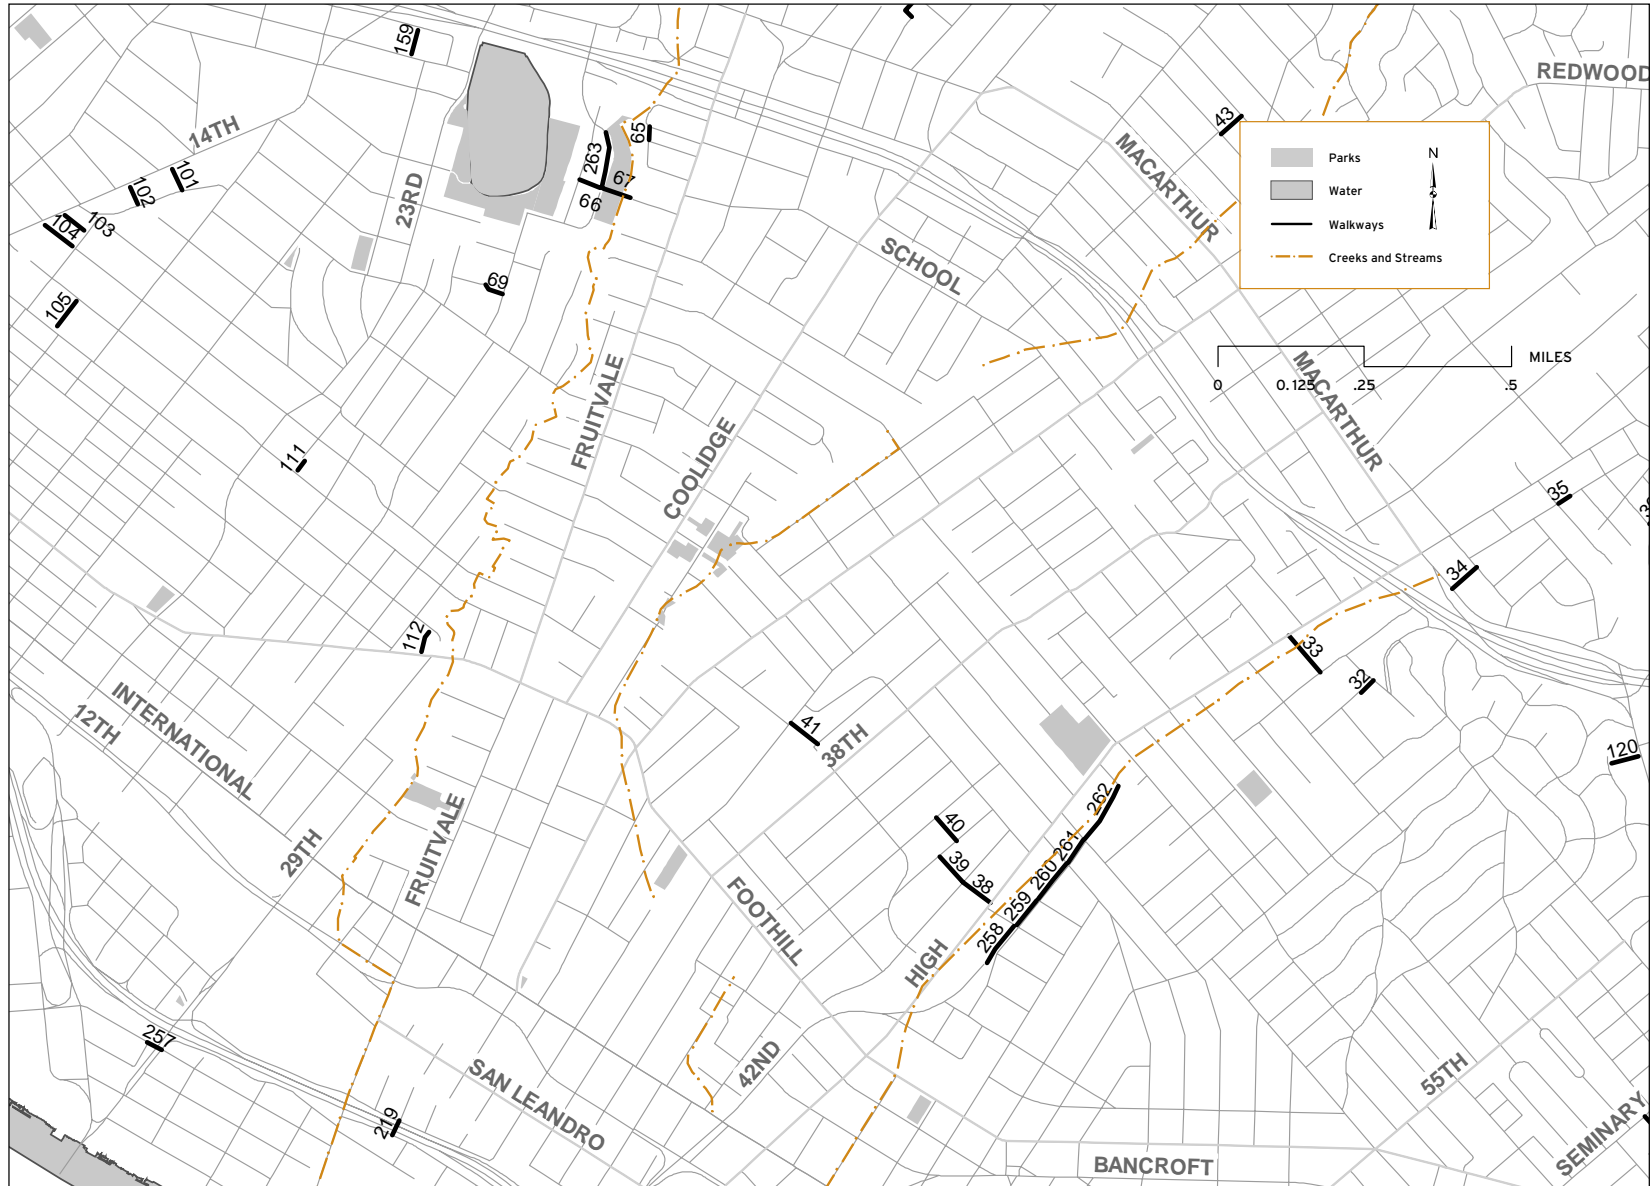 159
REDWOOD
14TH
43
65
263
MACARTHUR
Parks
N
Water
Walkways
Creeks and Streams
101
102
103
104
23RD
67
66
SCHOOL
69
105
MILES
0
0.125
.25
.5
MACARTHUR
FRUITVALE
COOLIDGE
111
35
34
112
33
32
INTERNATIONAL
12TH
41
38TH
120
29TH
FRUITVALE
262
40
261
39
38
260
259
258
FOOTHILL
HIGH
257
42ND
SAN LEANDRO
55TH
219
SEMINARY
BANCROFT